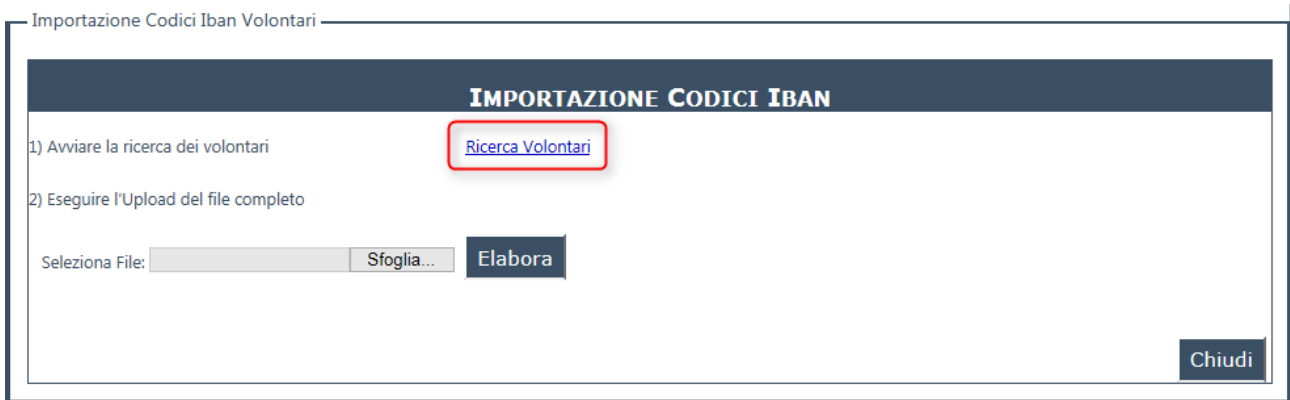 Importazione Codici Iban Volontari
IMPORTAZIONE CODICI IBAN
1) Avviare la ricerca dei volontari Ricerca Volontari
2) Eseguire l'Upload del file completo
Seleziona File: Sfoglia... Elabora
Chiudi